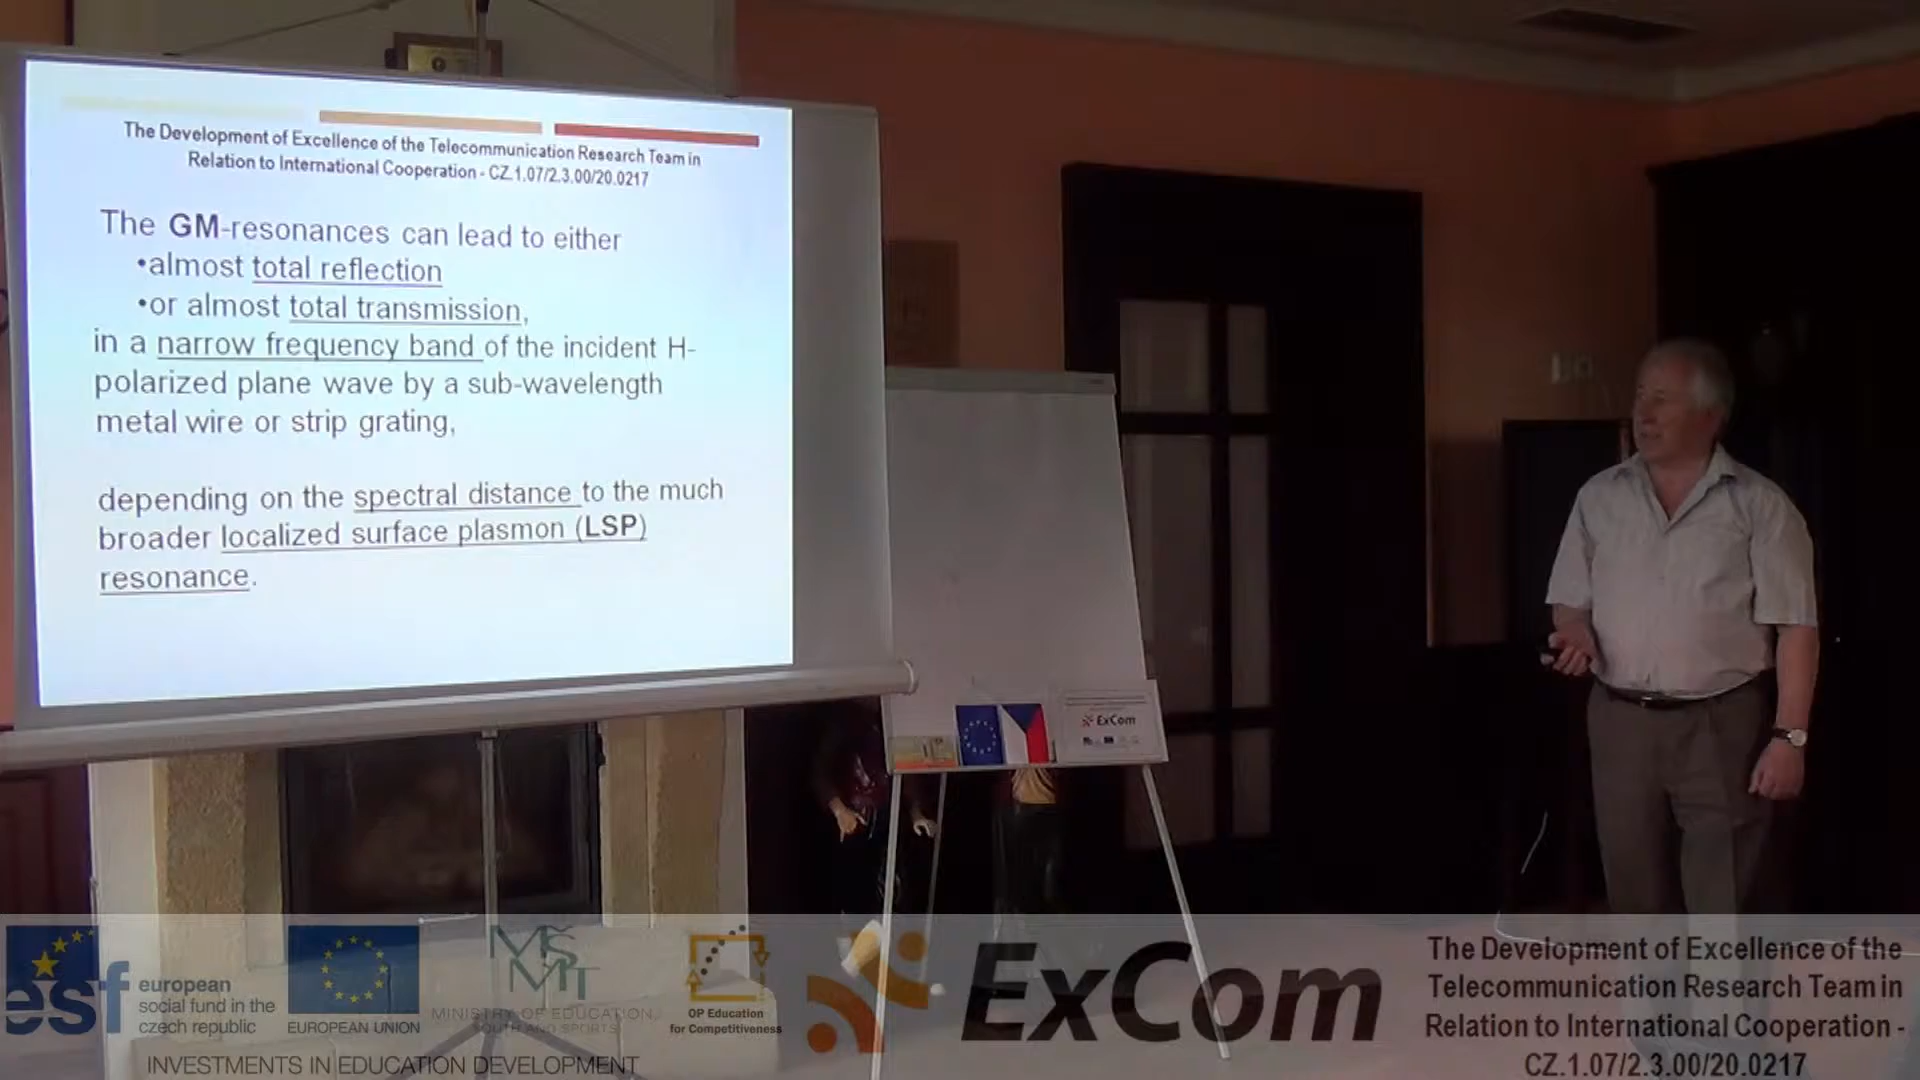 The Development of Excellence of the Telecommunication Research Team in
Relation to International Cooperation - CZ.1.07/2.3.00/20.0217
The GM-resonances can lead to either
•almost total reflection
•or almost total transmission,
in a narrow frequency band of the incident H-
polarized plane wave by a sub-wavelength
metal wire or strip grating,
depending on the spectral distance to the much
broader localized surface plasmon (LSP)
resonance.
ExCom
esf
european
social fund in the
czech republic
EUROPEAN UNION
MŠMT
MINISTRY OF EDUCATION,
YOUTH AND SPORTS
OP Education
for Competitiveness
INVESTMENTS IN EDUCATION DEVELOPMENT
ExCom
The Development of Excellence of the
Telecommunication Research Team in
Relation to International Cooperation -
CZ.1.07/2.3.00/20.0217